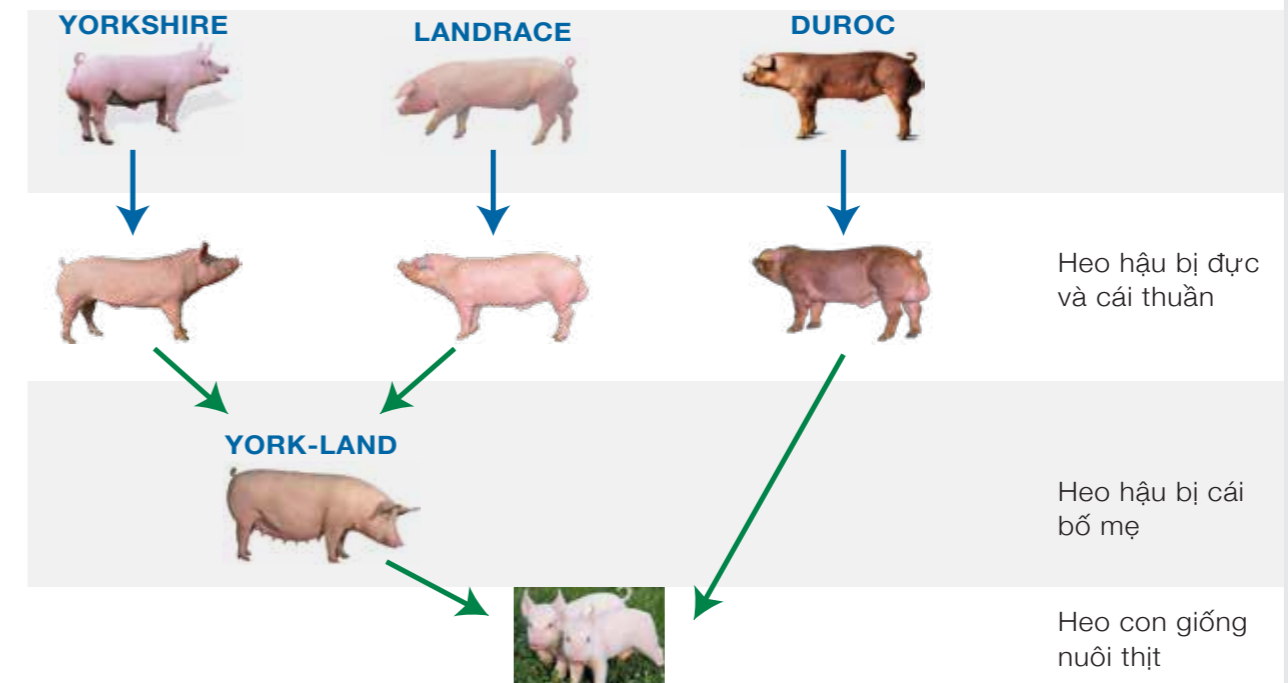 YORKSHIRE
LANDRACE
DUROC
Heo hậu bị đực
và cái thuần
YORK-LAND
Heo hậu bị cái
bố mẹ
Heo con giống
nuôi thịt